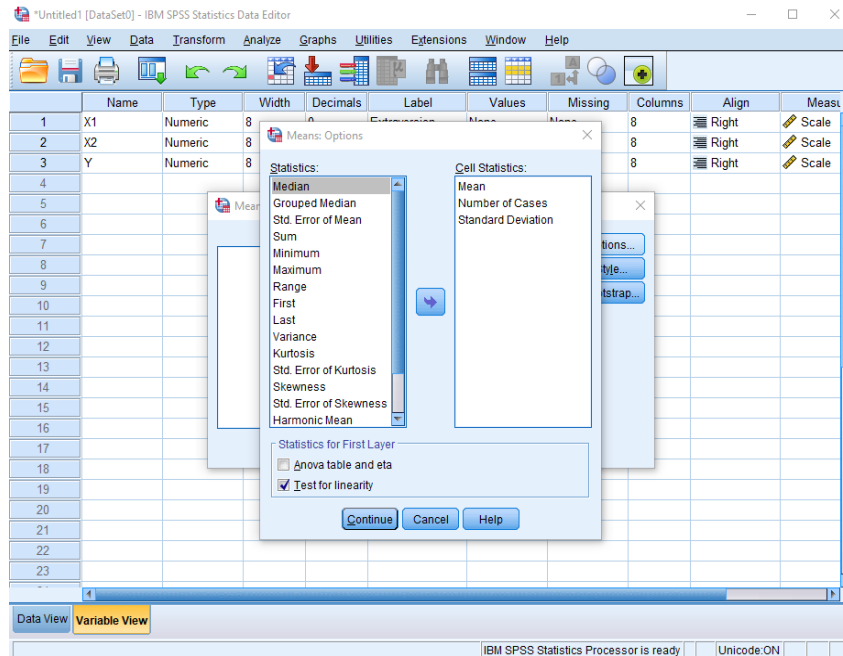 *Untitled1 [DataSet0] - IBM SPSS Statistics Data Editor
File Edit View Data Transform Analyze Graphs Utilities Extensions Window Help
Name Type Width Decimals Label Values Missing Columns Align Measu
1 X1 Numeric 8 8 Right Scale
2 X2 Numeric 8 8 Right Scale
3 Y Numeric 8 8 Right Scale
4
5
6
7
8
9
10
11
12
13
14
15
16
17
18
19
20
21
22
23
Mean
tions...
tyle...
tstrap...
Means: Options
Statistics:
Median
Grouped Median
Std. Error of Mean
Sum
Minimum
Maximum
Range
First
Last
Variance
Kurtosis
Std. Error of Kurtosis
Skewness
Std. Error of Skewness
Harmonic Mean
Cell Statistics:
Mean
Number of Cases
Standard Deviation
Statistics for First Layer
Anova table and eta
Test for linearity
Continue Cancel Help
Data View Variable View
IBM SPSS Statistics Processor is ready Unicode:ON